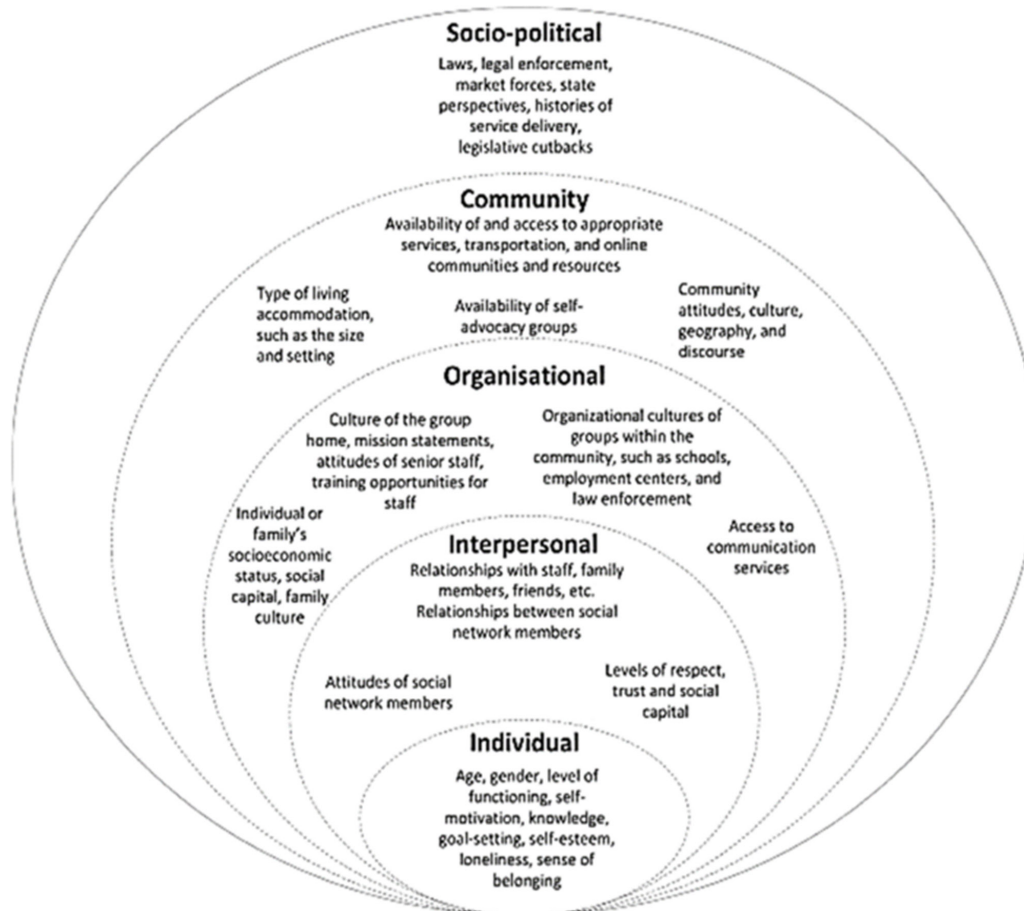 Socio-political
Laws, legal enforcement,
market forces, state
perspectives, histories of
service delivery,
legislative cutbacks
Community
Availability of and access to appropriate
services, transportation, and online
communities and resources
Type of living
accommodation,
such as the size
and setting
Availability of self-
advocacy groups
Community
attitudes, culture,
geography, and
discourse
Organisational
Culture of the group
home, mission statements,
attitudes of senior staff,
training opportunities for
staff
Organizational cultures of
groups within the
community, such as schools,
employment centers, and
law enforcement
Individual or
family's
socioeconomic
status, social
capital, family
culture
Access to
communication
services
Interpersonal
Relationships with staff, family
members, friends, etc.
Relationships between social
network members
Attitudes of social
network members
Levels of respect,
trust and social
capital
Individual
Age, gender, level of
functioning, self-
motivation, knowledge,
goal-setting, self-esteem,
loneliness, sense of
belonging